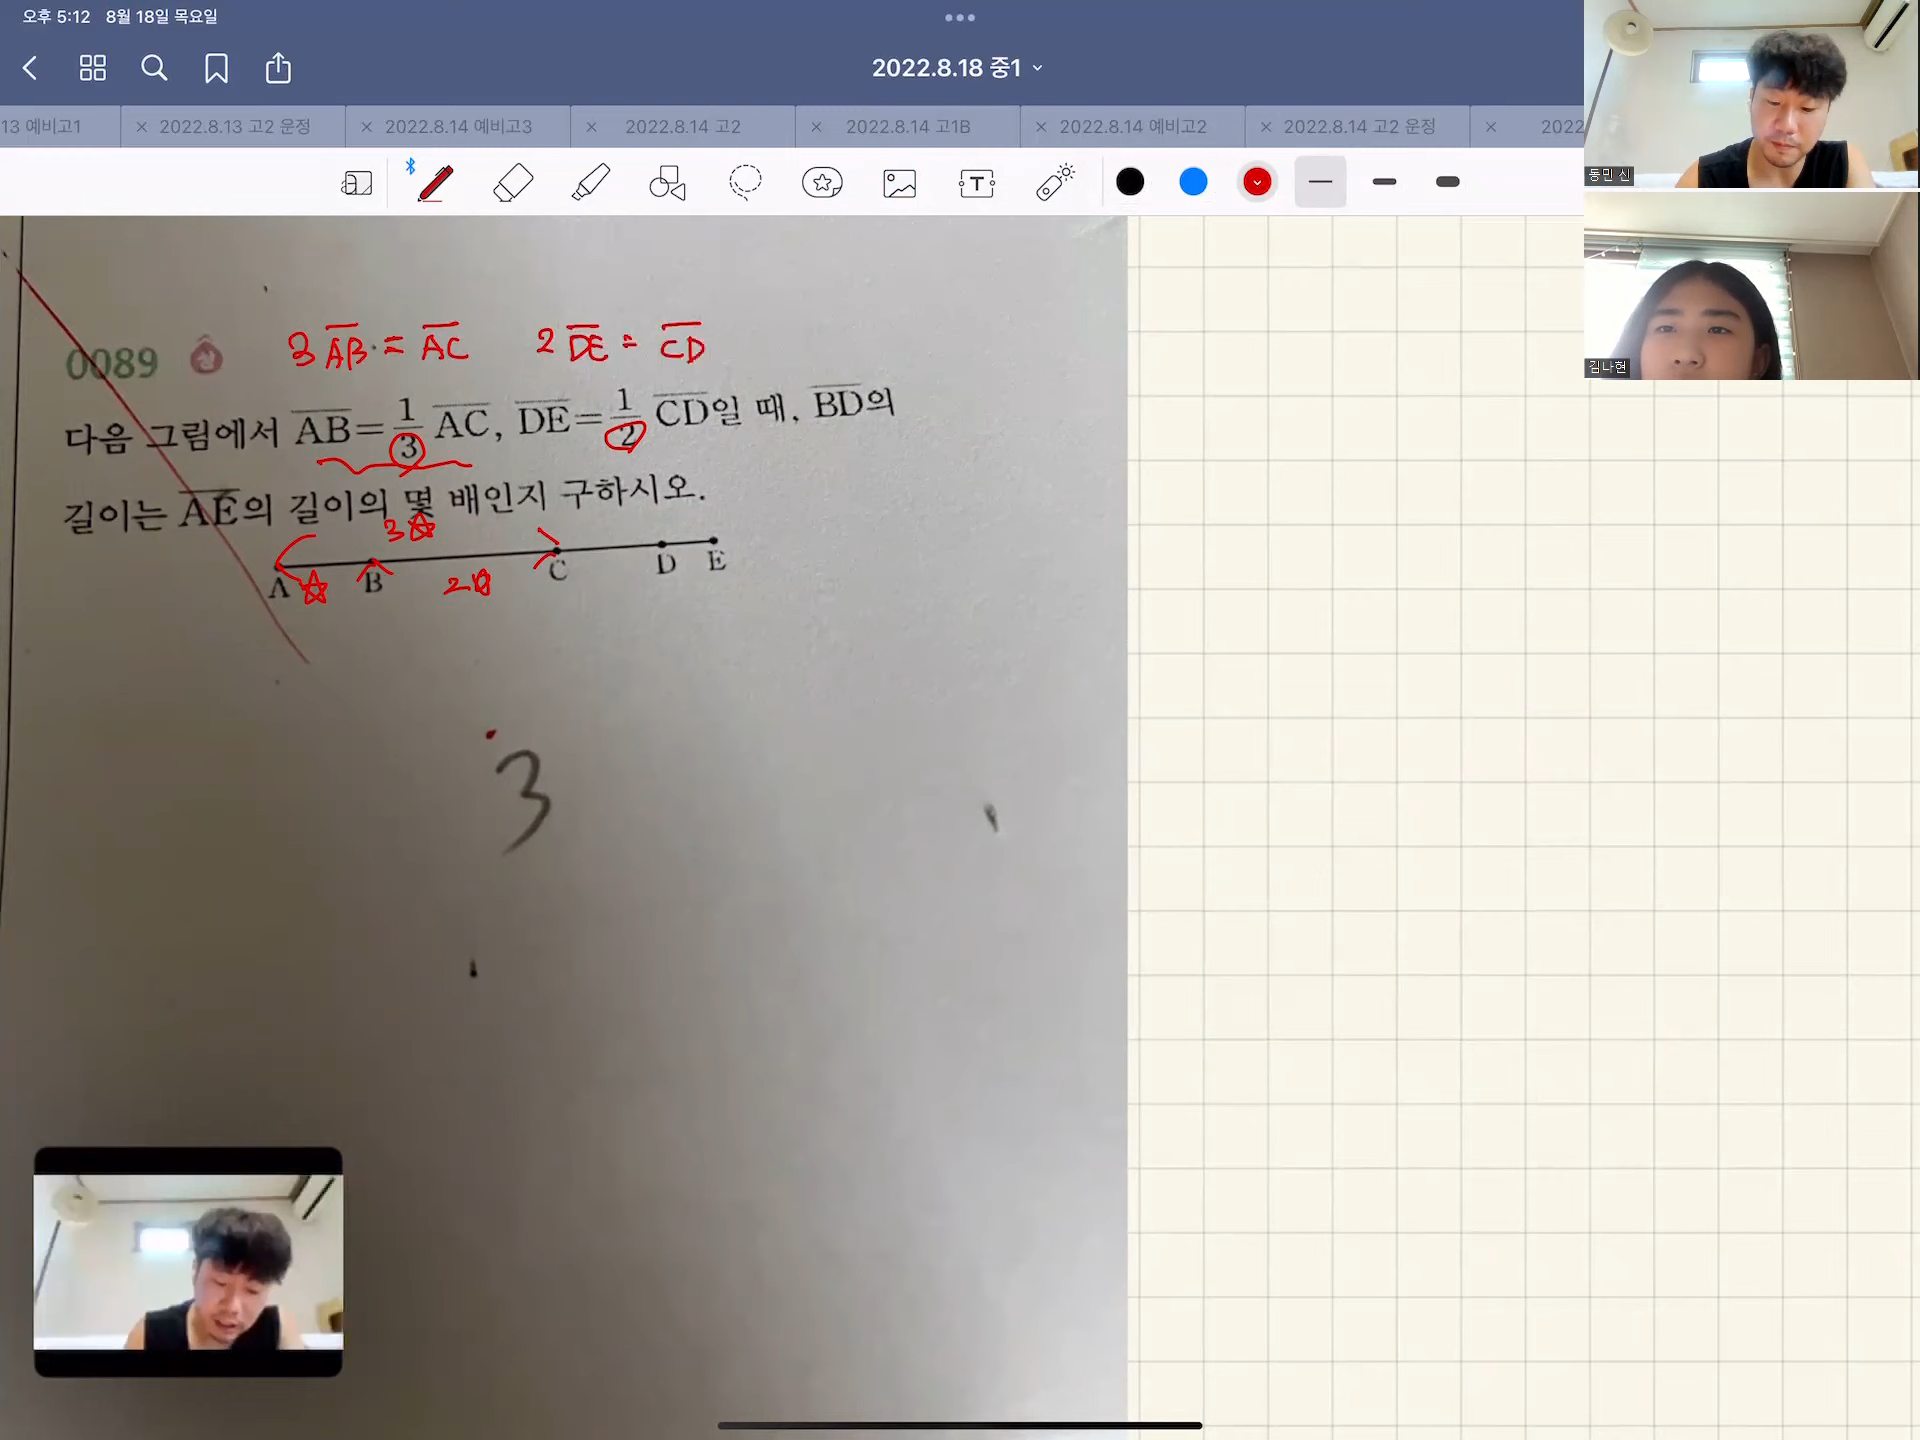 오후 5:12 8월 18일 목요일
2022.8.18 중1
13 예비고1
2022.8.13 고2 운정
2022.8.14 예비고3
2022.8.14 고2
2022.8.14 고1B
2022.8.14 예비고2
2022.8.14 고2 운정
2022
동민 신
김나현
3AB = AC 2DE = CD
0089
다음 그림에서 AB=1/3 AC, DE=1/2 CD일 때, BD의
길이는 AE의 길이의 몇 배인지 구하시오.
3☆
A ☆ B 2☆ C D E
3